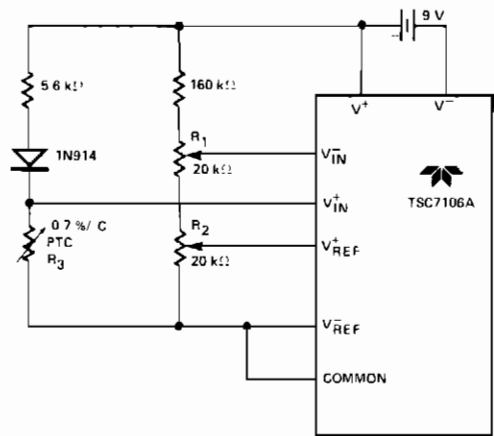 9 V
5.6 kΩ
160 kΩ
V+
V−
R1
20 kΩ
V−IN
1N914
TSC7106A
V+IN
0 7 %/ C
PTC
R3
R2
20 kΩ
V+REF
V−REF
COMMON